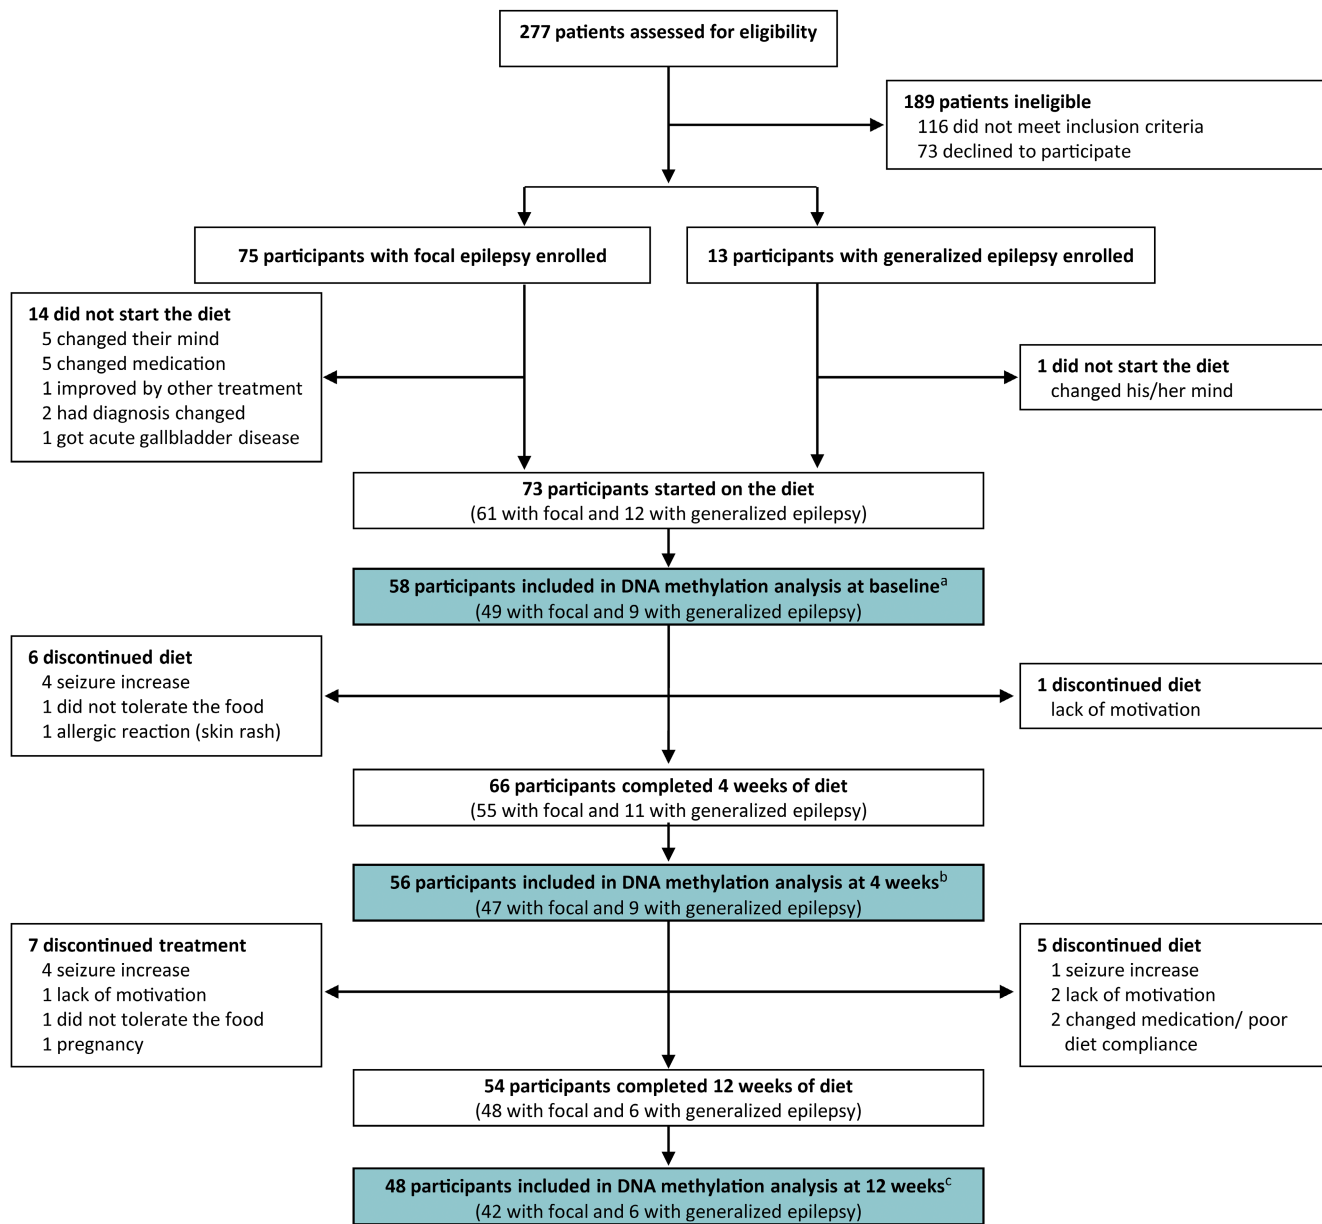 277 patients assessed for eligibility
189 patients ineligible
116 did not meet inclusion criteria
73 declined to participate
75 participants with focal epilepsy enrolled
13 participants with generalized epilepsy enrolled
14 did not start the diet
5 changed their mind
5 changed medication
1 improved by other treatment
2 had diagnosis changed
1 got acute gallbladder disease
1 did not start the diet
changed his/her mind
73 participants started on the diet
(61 with focal and 12 with generalized epilepsy)
58 participants included in DNA methylation analysis at baselineᵃ
(49 with focal and 9 with generalized epilepsy)
6 discontinued diet
4 seizure increase
1 did not tolerate the food
1 allergic reaction (skin rash)
1 discontinued diet
lack of motivation
66 participants completed 4 weeks of diet
(55 with focal and 11 with generalized epilepsy)
56 participants included in DNA methylation analysis at 4 weeksᵇ
(47 with focal and 9 with generalized epilepsy)
7 discontinued treatment
4 seizure increase
1 lack of motivation
1 did not tolerate the food
1 pregnancy
5 discontinued diet
1 seizure increase
2 lack of motivation
2 changed medication/ poor
diet compliance
54 participants completed 12 weeks of diet
(48 with focal and 6 with generalized epilepsy)
48 participants included in DNA methylation analysis at 12 weeksᶜ
(42 with focal and 6 with generalized epilepsy)